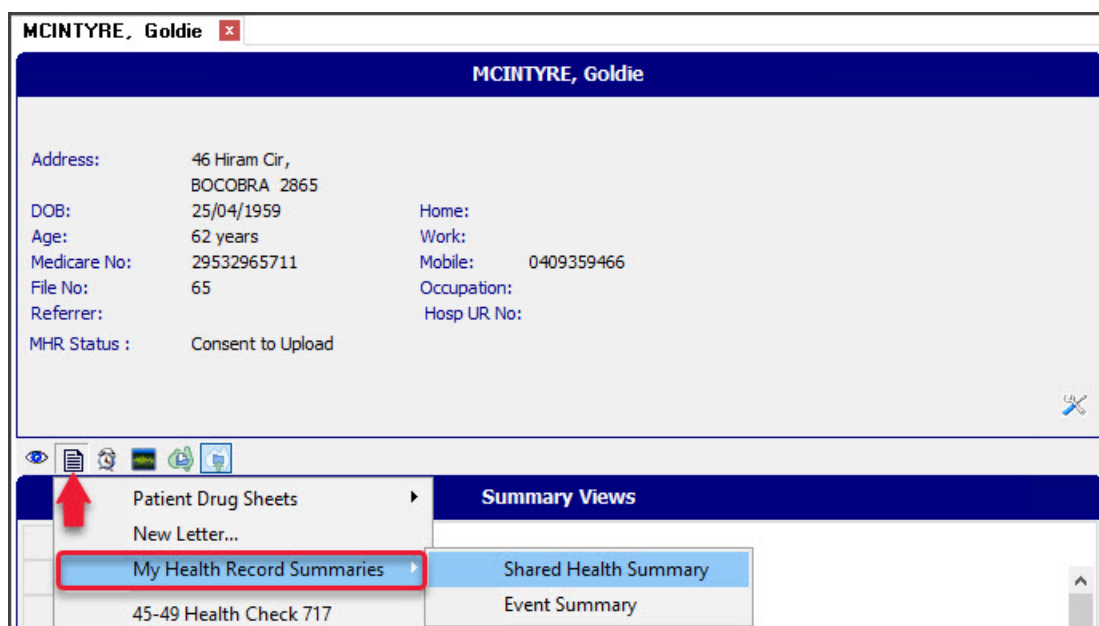 MCINTYRE, Goldie x
MCINTYRE, Goldie
Address: 46 Hiram Cir,
BOCOBRA 2865
DOB: 25/04/1959 Home:
Age: 62 years Work:
Medicare No: 29532965711 Mobile: 0409359466
File No: 65 Occupation:
Referrer: Hosp UR No:
MHR Status : Consent to Upload
Patient Drug Sheets Summary Views
New Letter...
My Health Record Summaries Shared Health Summary
45-49 Health Check 717 Event Summary